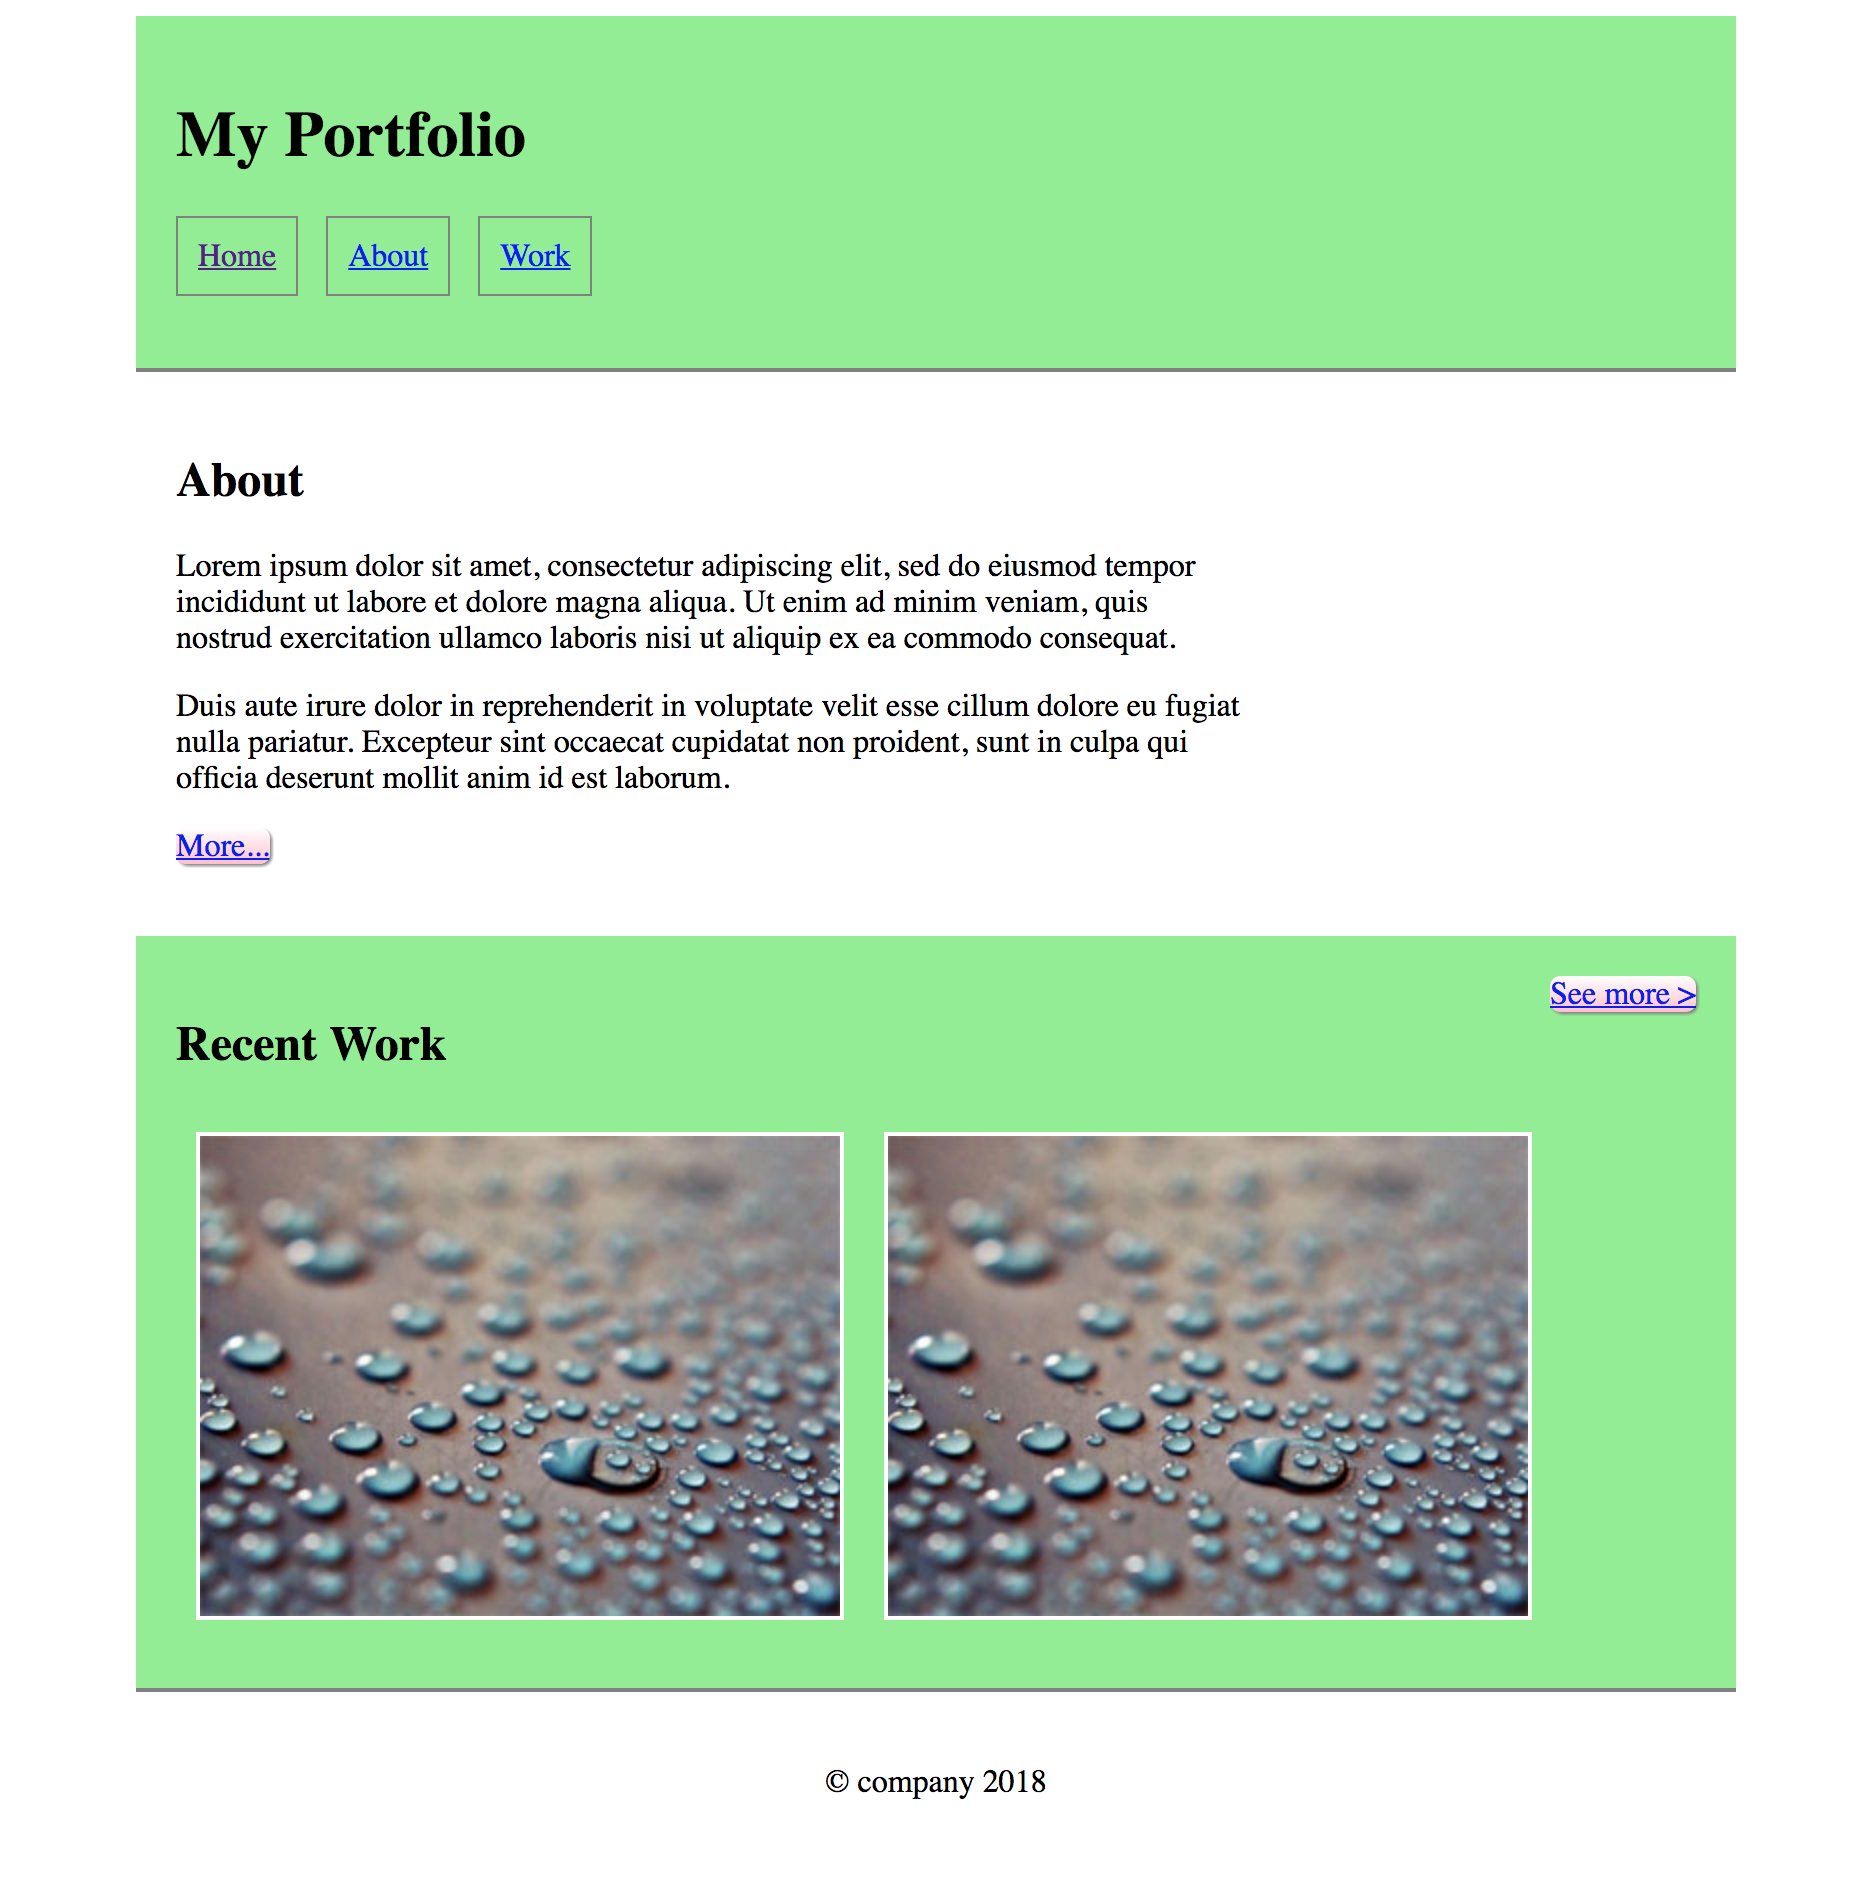 My Portfolio
Home About Work
About
Lorem ipsum dolor sit amet, consectetur adipiscing elit, sed do eiusmod tempor
incididunt ut labore et dolore magna aliqua. Ut enim ad minim veniam, quis
nostrud exercitation ullamco laboris nisi ut aliquip ex ea commodo consequat.
Duis aute irure dolor in reprehenderit in voluptate velit esse cillum dolore eu fugiat
nulla pariatur. Excepteur sint occaecat cupidatat non proident, sunt in culpa qui
officia deserunt mollit anim id est laborum.
More...
See more >
Recent Work
© company 2018